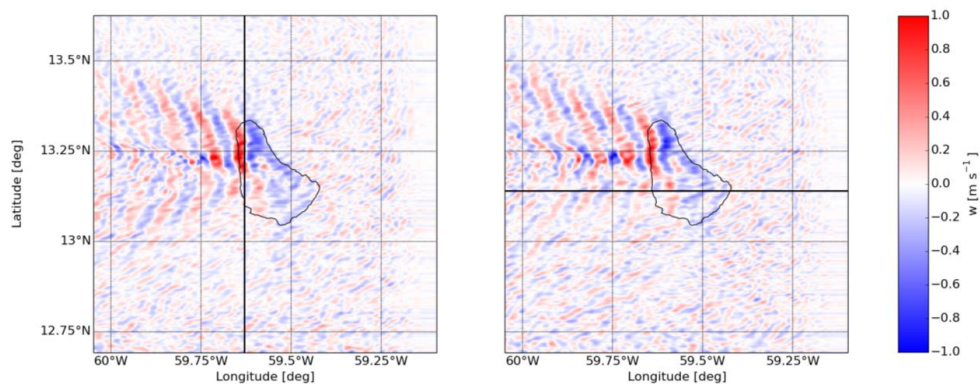 13.5°N
13.25°N
13°N
12.75°N
Latitude [deg]
60°W 59.75°W 59.5°W 59.25°W
Longitude [deg]
60°W 59.75°W 59.5°W 59.25°W
Longitude [deg]
1.0
0.8
0.6
0.4
0.2
0.0
−0.2
−0.4
−0.6
−0.8
−1.0
w [m s⁻¹]